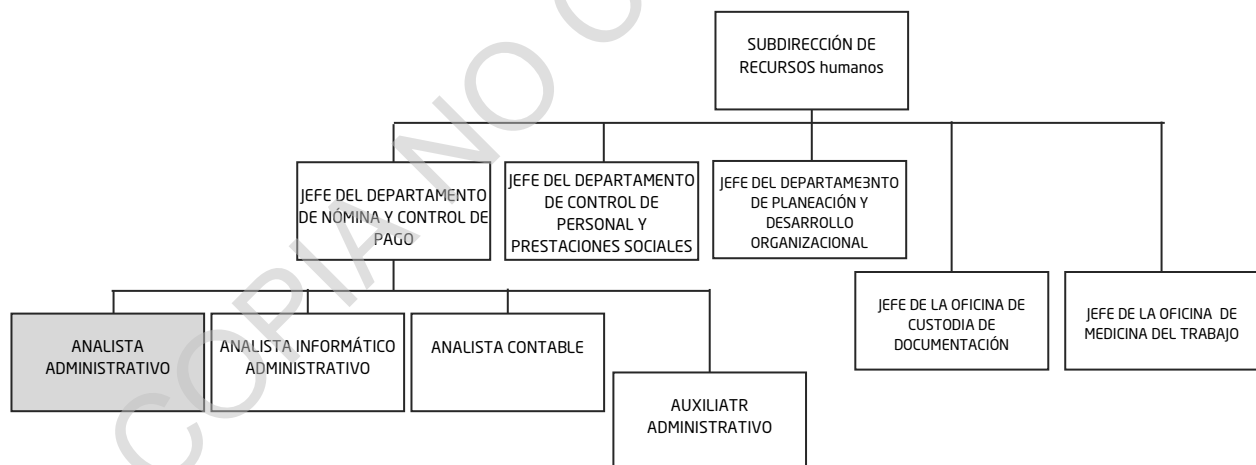 SUBDIRECCIÓN DE
RECURSOS humanos
JEFE DEL DEPARTAMENTO
DE NÓMINA Y CONTROL DE
PAGO
JEFE DEL DEPARTAMENTO
DE CONTROL DE
PERSONAL Y
PRESTACIONES SOCIALES
JEFE DEL DEPARTAME3NTO
DE PLANEACIÓN Y
DESARROLLO
ORGANIZACIONAL
JEFE DE LA OFICINA DE
CUSTODIA DE
DOCUMENTACIÓN
JEFE DE LA OFICINA DE
MEDICINA DEL TRABAJO
ANALISTA
ADMINISTRATIVO
ANALISTA INFORMÁTICO
ADMINISTRATIVO
ANALISTA CONTABLE
AUXILIATR
ADMINISTRATIVO
COPIA NO C